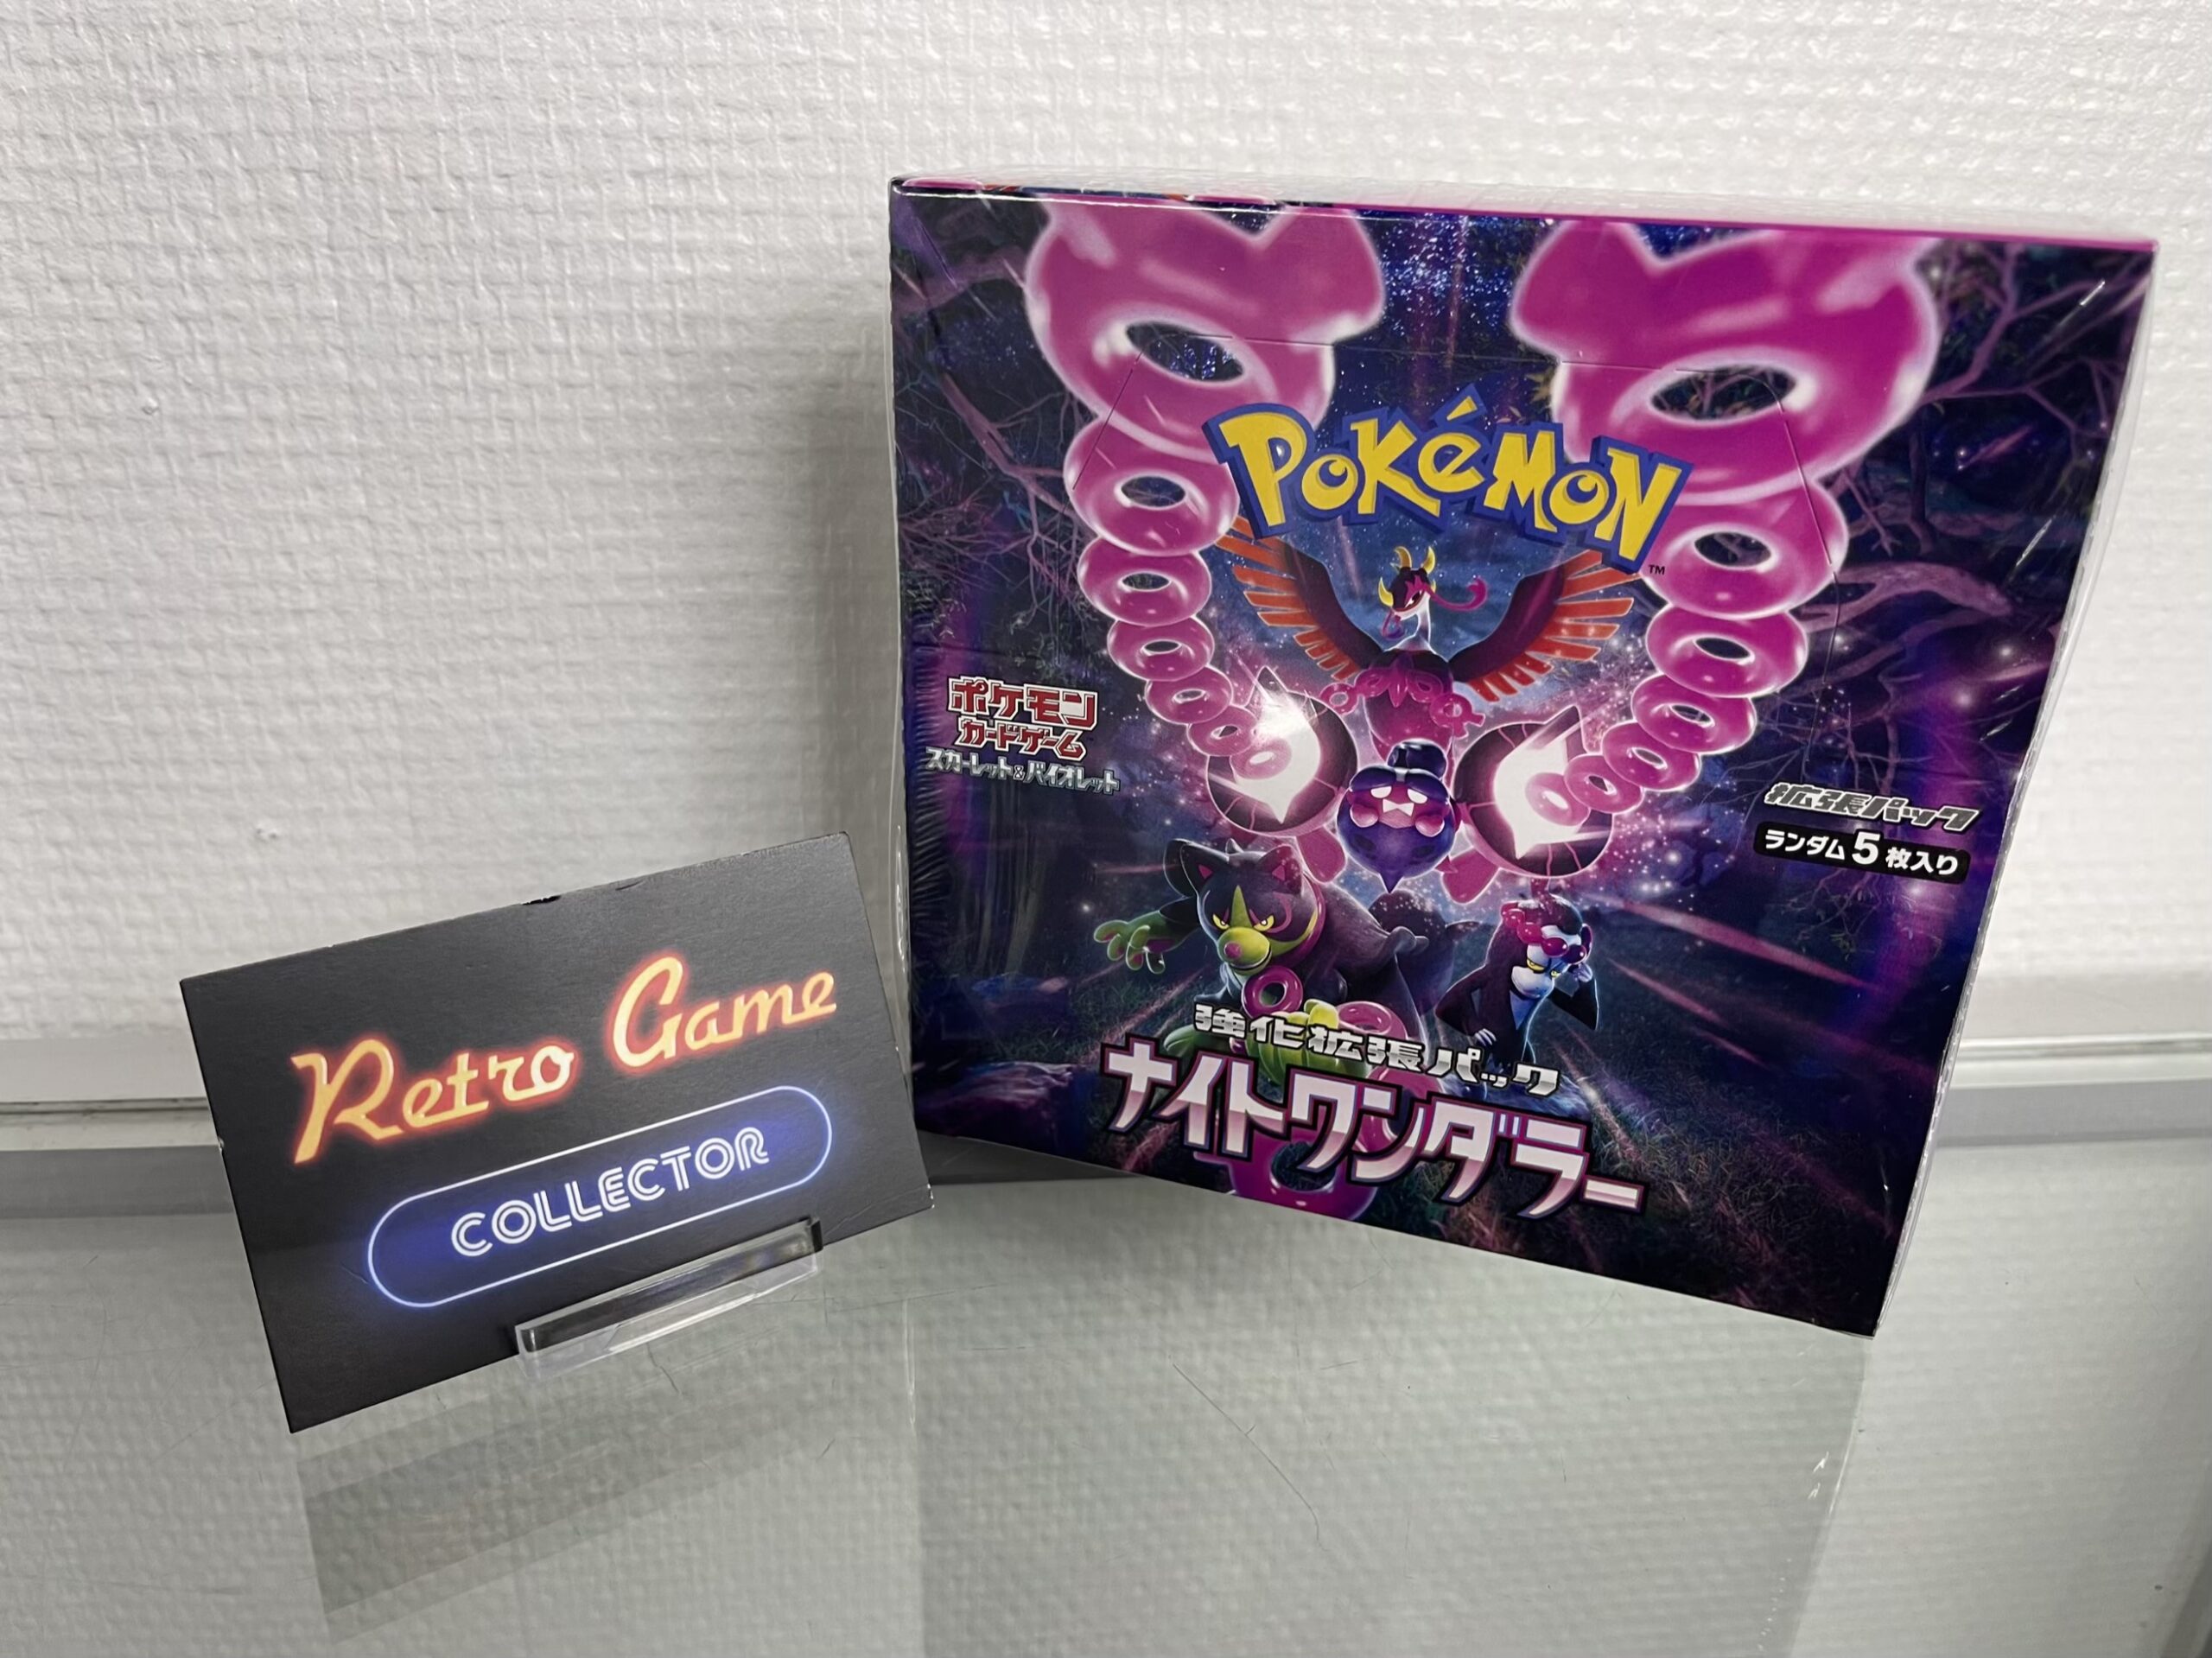 Retro Game
COLLECTOR
POKéMON
TM
ポケモン
カードゲーム
スカーレット&バイオレット
拡張パック
ランダム5枚入り
強化拡張パック
ナイトワンダラー